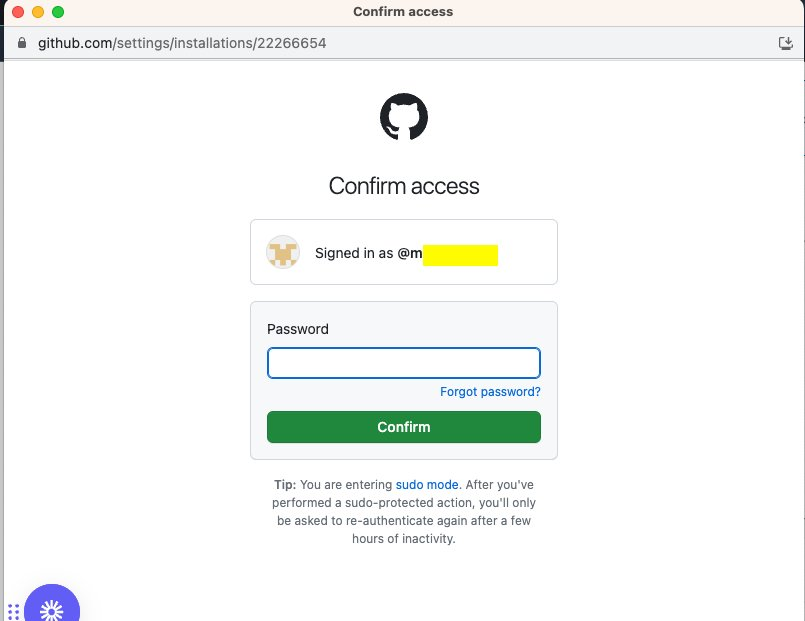 Confirm access
github.com/settings/installations/22266654
Confirm access
Signed in as @m
Password
Forgot password?
Confirm
Tip: You are entering sudo mode. After you've
performed a sudo-protected action, you'll only
be asked to re-authenticate again after a few
hours of inactivity.